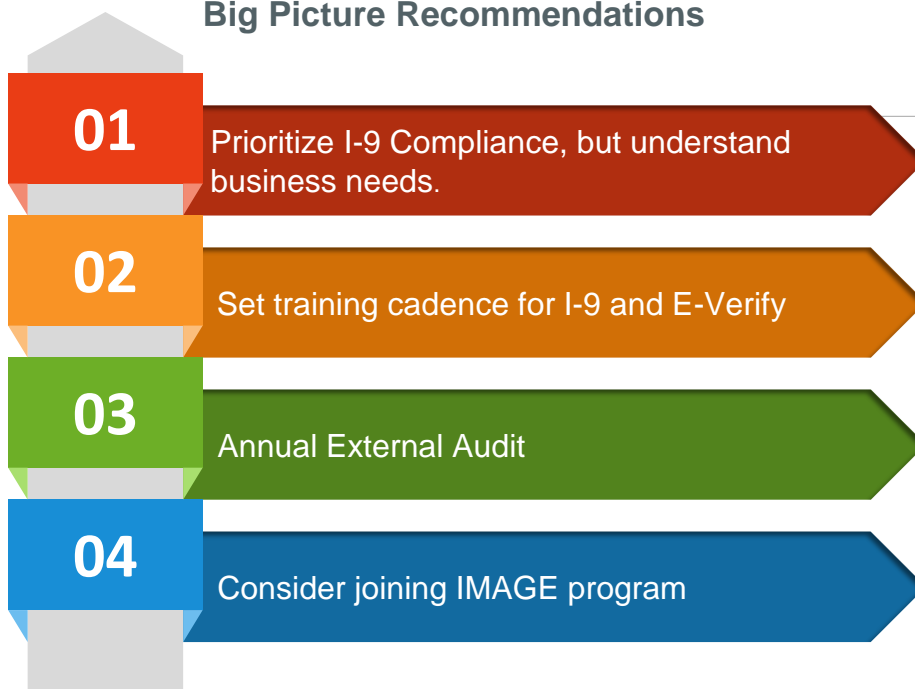 Big Picture Recommendations
01
Prioritize I-9 Compliance, but understand
business needs.
02
Set training cadence for I-9 and E-Verify
03
Annual External Audit
04
Consider joining IMAGE program